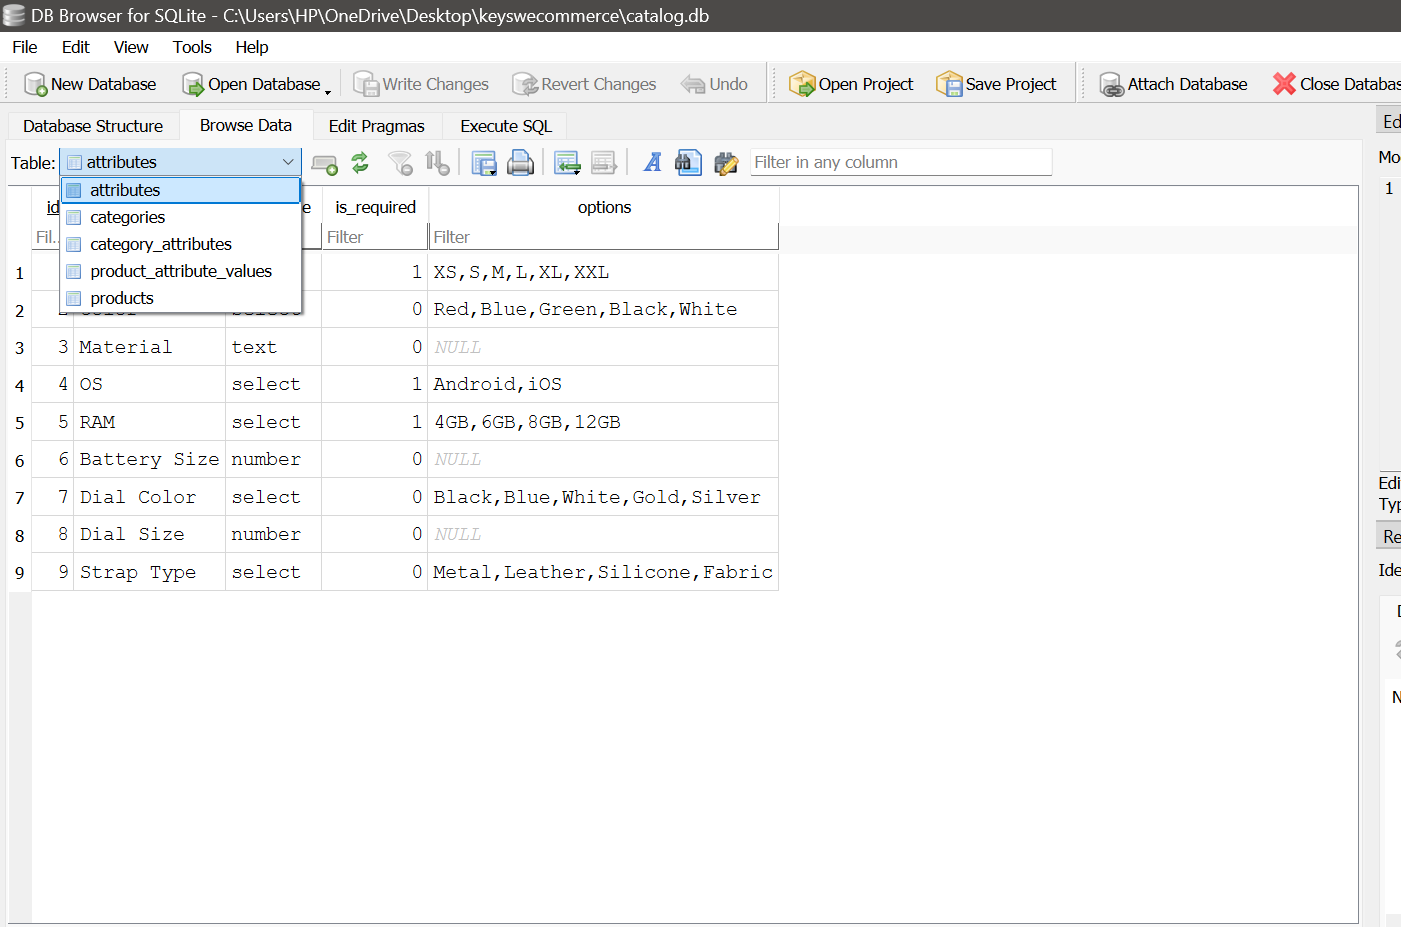 DB Browser for SQLite - C:\Users\HP\OneDrive\Desktop\keyswecommerce\catalog.db
File Edit View Tools Help
New Database Open Database Write Changes Revert Changes Undo Open Project Save Project Attach Database Close Databas
Database Structure Browse Data Edit Pragmas Execute SQL Ed
Table: attributes Filter in any column Mo
attributes 1
categories
category_attributes
product_attribute_values
products
id e is_required options
Fil... Filter Filter
1 1 XS,S,M,L,XL,XXL
2 0 Red,Blue,Green,Black,White
3 3 Material text 0 NULL
4 4 OS select 1 Android,iOS
5 5 RAM select 1 4GB,6GB,8GB,12GB
6 6 Battery Size number 0 NULL
7 7 Dial Color select 0 Black,Blue,White,Gold,Silver
8 8 Dial Size number 0 NULL
9 9 Strap Type select 0 Metal,Leather,Silicone,Fabric
Edi
Typ
Re
Ide
N